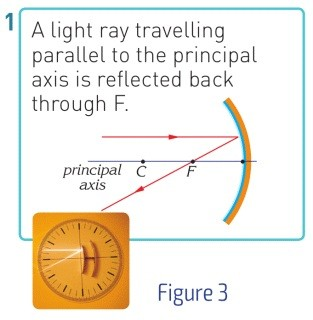 1
A light ray travelling
parallel to the principal
axis is reflected back
through F.
principal C F
axis
Figure 3